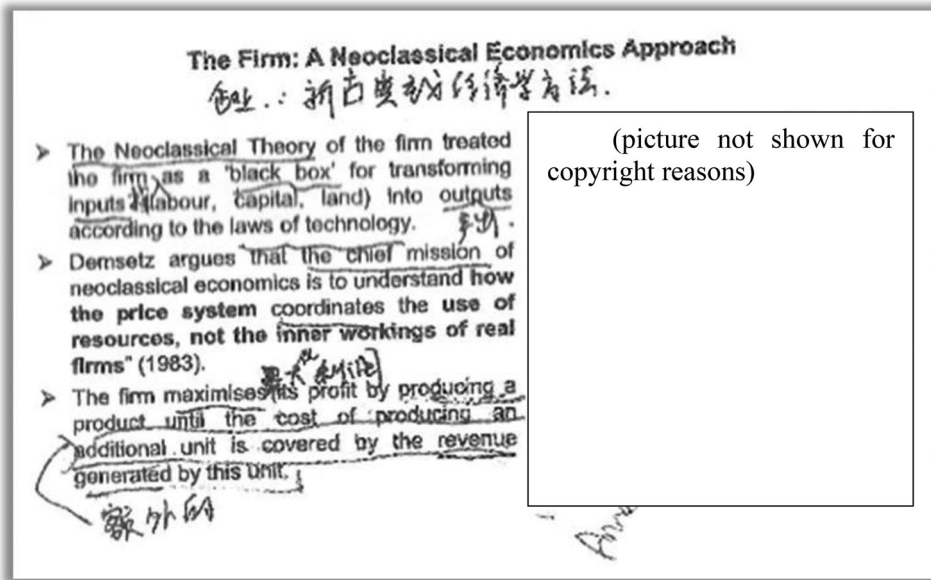 The Firm: A Neoclassical Economics Approach
企业.: 新古典主义经济学方法.
➤ The Neoclassical Theory of the firm treated
the firm as a 'black box' for transforming
inputs (labour, capital, land) into outputs
according to the laws of technology.
➤ Demsetz argues "that the chief mission of
neoclassical economics is to understand how
the price system coordinates the use of
resources, not the inner workings of real
firms" (1983).
➤ The firm maximises its profit by producing a
product until the cost of producing an
additional unit is covered by the revenue
generated by this unit.
额外的
(picture not shown for
copyright reasons)